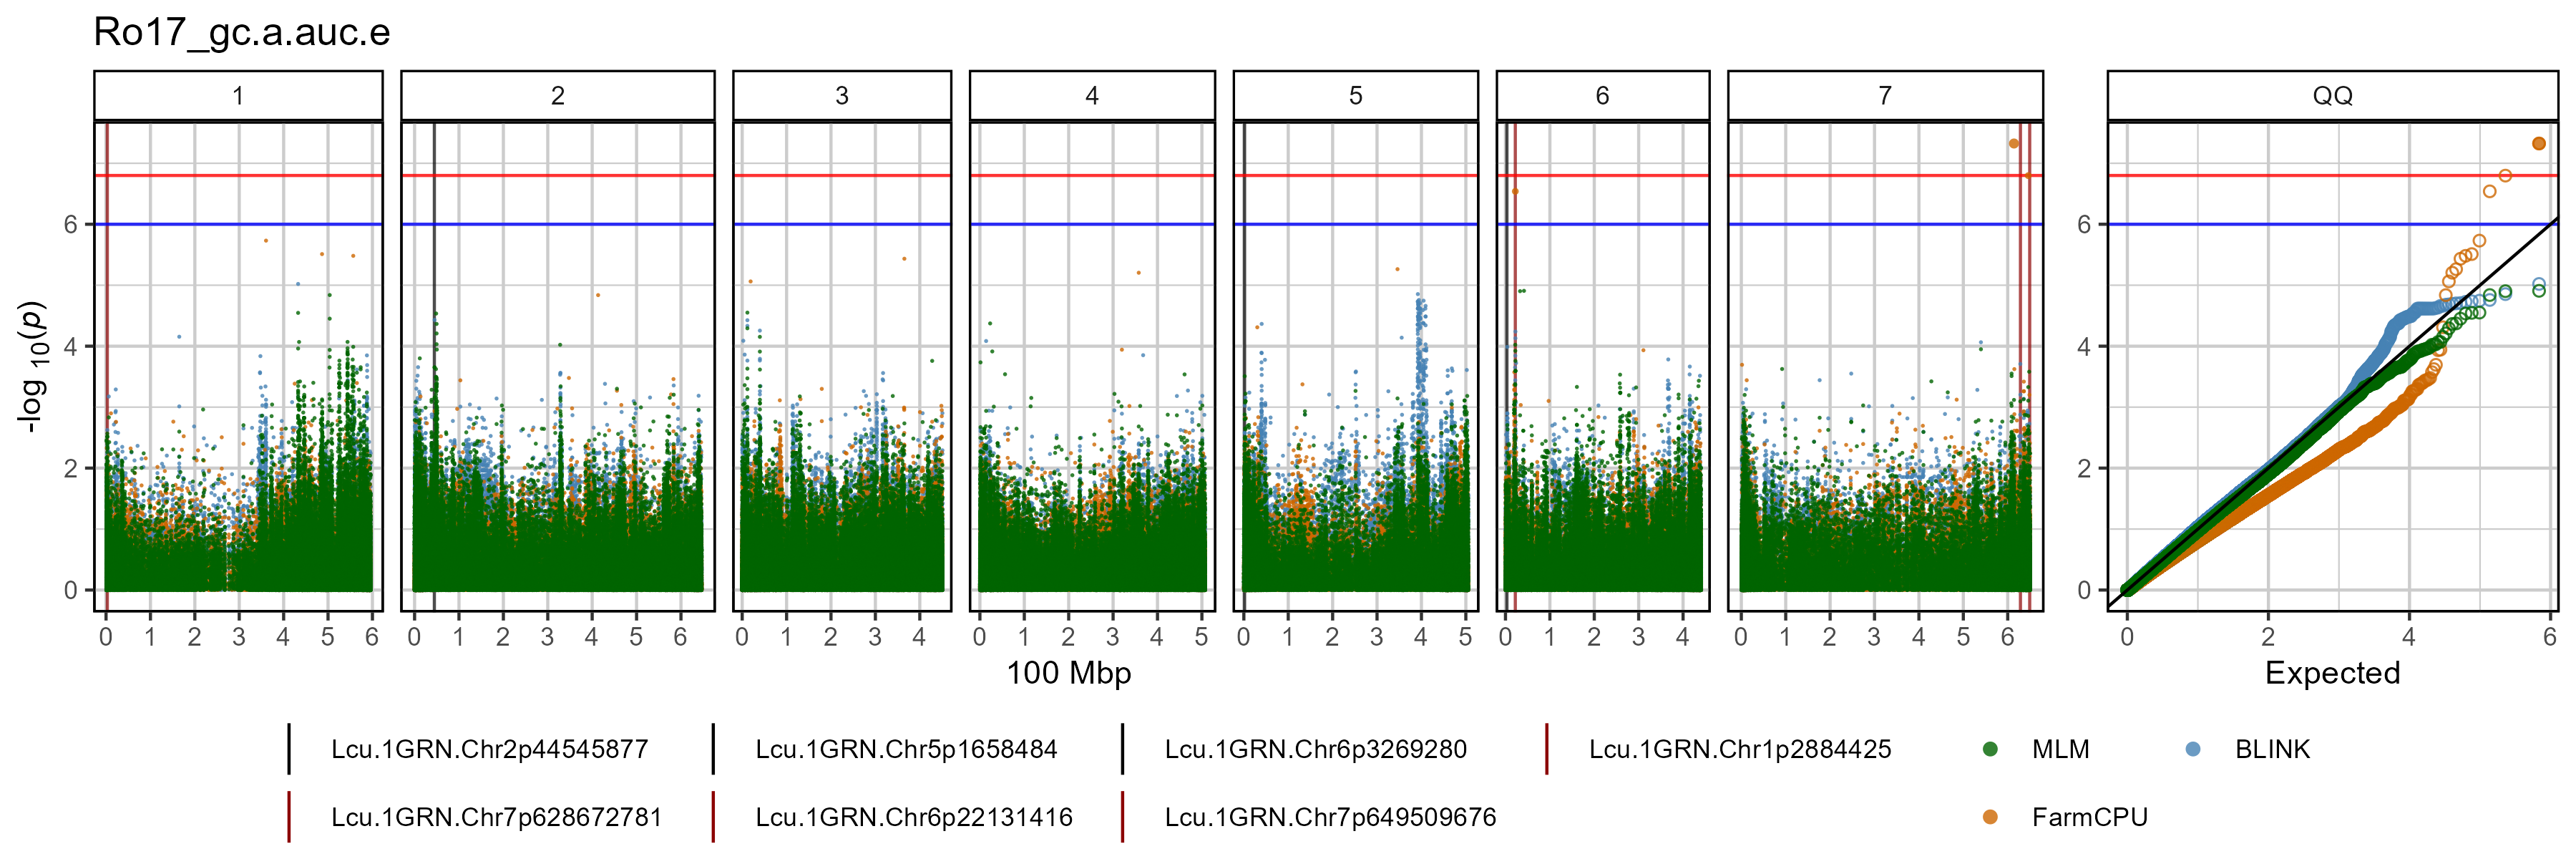 Ro17_gc.a.auc.e
1 2 3 4 5 6 7 QQ
-log 10(p)
6 6
4 4
2 2
0 0
0 1 2 3 4 5 6 0 1 2 3 4 5 6 0 1 2 3 4 0 1 2 3 4 5 0 1 2 3 4 5 0 1 2 3 4 0 1 2 3 4 5 6 0 2 4 6
100 Mbp Expected
Lcu.1GRN.Chr2p44545877 Lcu.1GRN.Chr5p1658484 Lcu.1GRN.Chr6p3269280 Lcu.1GRN.Chr1p2884425 MLM BLINK
Lcu.1GRN.Chr7p628672781 Lcu.1GRN.Chr6p22131416 Lcu.1GRN.Chr7p649509676 FarmCPU